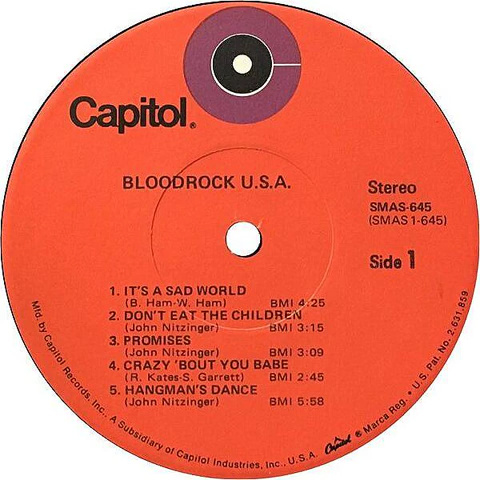 Capitol®
BLOODROCK U.S.A.
Stereo
SMAS-645
(SMAS 1-645)
Side 1
1. IT'S A SAD WORLD
(B. Ham-W. Ham) BMI 4:25
2. DON'T EAT THE CHILDREN
(John Nitzinger) BMI 3:15
3. PROMISES
(John Nitzinger) BMI 3:09
4. CRAZY 'BOUT YOU BABE
(R. Kates-S. Garrett) BMI 2:45
5. HANGMAN'S DANCE
(John Nitzinger) BMI 5:58
Mfd. by Capitol Records, Inc., A Subsidiary of Capitol Industries, Inc., U.S.A. Capitol ® Marca Reg. • U.S. Pat. No. 2,631,859